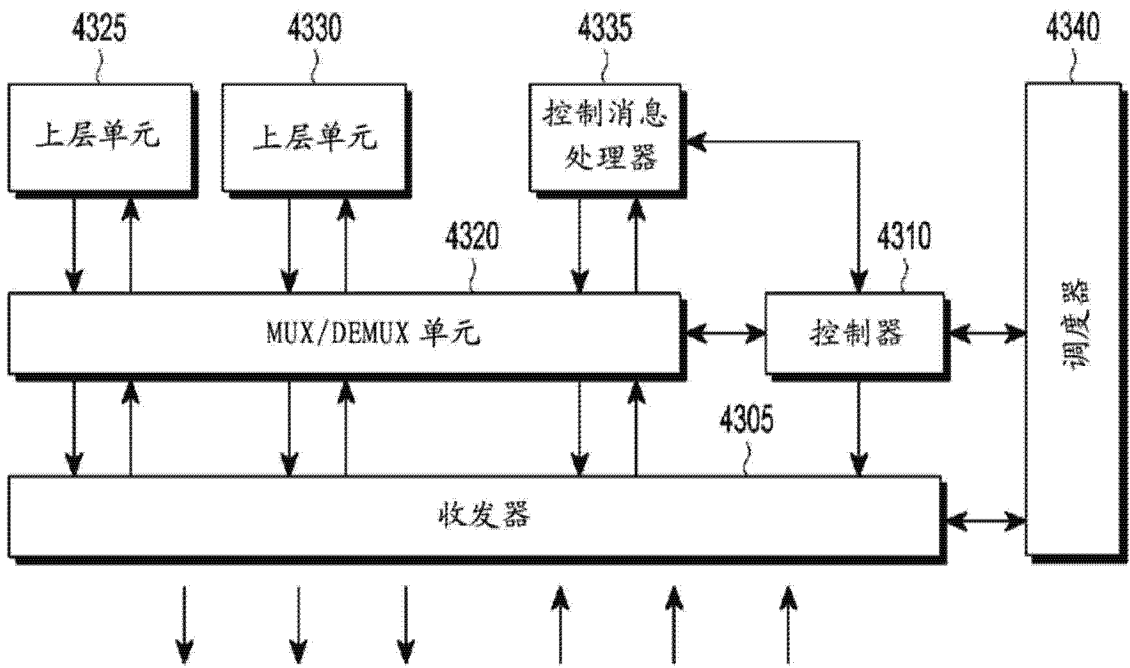 4325
4330
4335
4340
上层单元
上层单元
控制消息
处理器
4320
4310
MUX/DEMUX 单元
控制器
调度器
4305
收发器